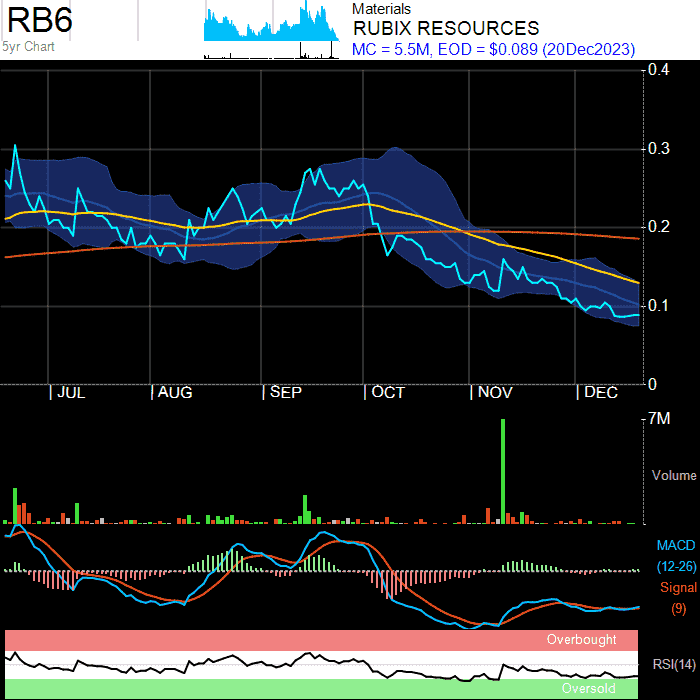 RB6
5yr Chart
Materials
RUBIX RESOURCES
MC = 5.5M, EOD = $0.089 (20Dec2023)
0.4
0.3
0.2
0.1
0
| JUL | AUG | SEP | OCT | NOV | DEC
7M
Volume
MACD
(12-26)
Signal
(9)
Overbought
RSI(14)
Oversold